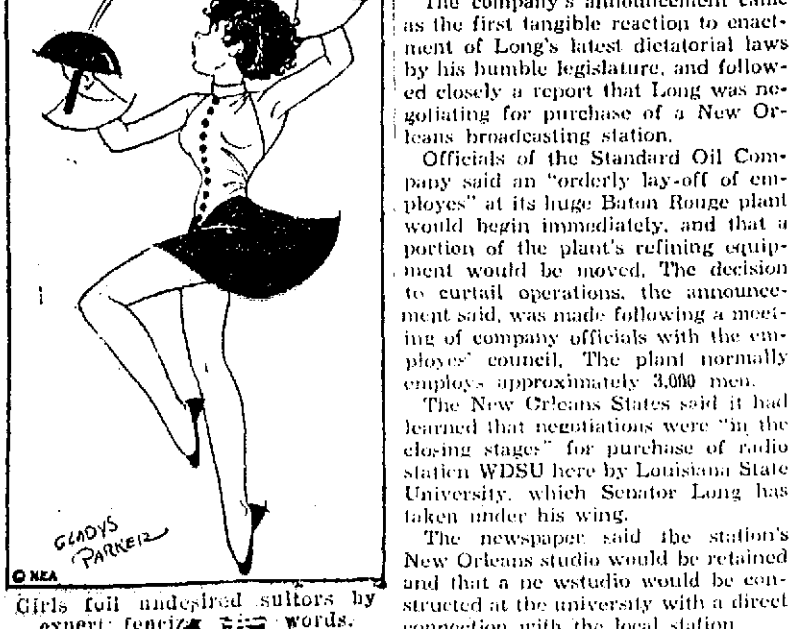 GLADYS
PARKER
© NEA
Girls foil undesired suitors by
expert fencing with words.
The company's announcement came
as the first tangible reaction to enact-
ment of Long's latest dictatorial laws
by his humble legislature, and follow-
ed closely a report that Long was ne-
gotiating for purchase of a New Or-
leans broadcasting station.
Officials of the Standard Oil Com-
pany said an "orderly lay-off of em-
ployes" at its huge Baton Rouge plant
would begin immediately, and that a
portion of the plant's refining equip-
ment would be moved. The decision
to curtail operations, the announce-
ment said, was made following a meet-
ing of company officials with the em-
ployes' council. The plant normally
employs approximately 3,000 men.
The New Orleans States said it had
learned that negotiations were "in the
closing stages" for purchase of radio
station WDSU here by Louisiana State
University, which Senator Long has
taken under his wing.
The newspaper said the station's
New Orleans studio would be retained
and that a ne wstudio would be con-
structed at the university with a direct
connection with the local station.